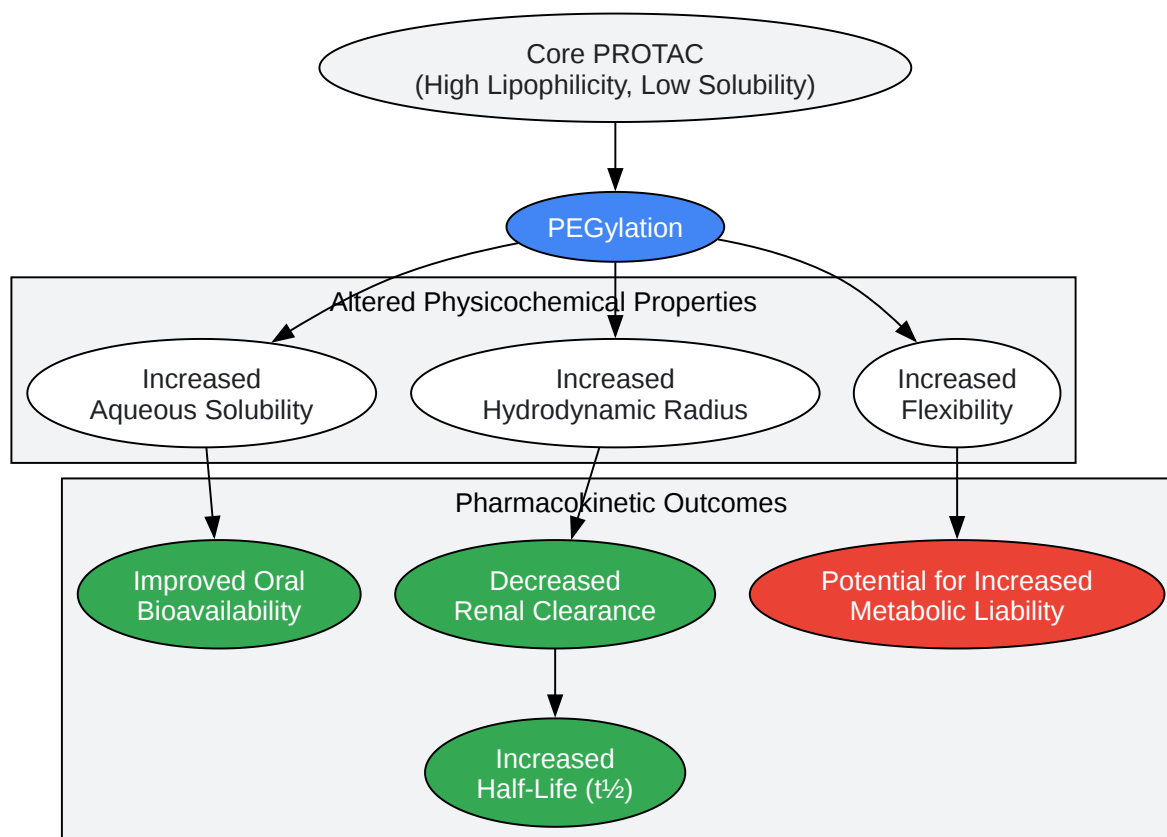 Core PROTAC
(High Lipophilicity, Low Solubility)
PEGylation
Altered Physicochemical Properties
Increased
Aqueous Solubility
Increased
Hydrodynamic Radius
Increased
Flexibility
Pharmacokinetic Outcomes
Improved Oral
Bioavailability
Decreased
Renal Clearance
Potential for Increased
Metabolic Liability
Increased
Half-Life (t½)